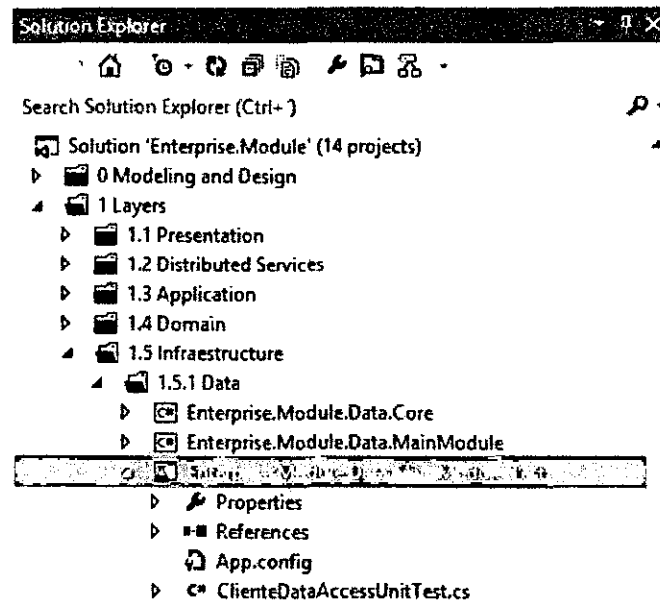 Solution Explorer
Search Solution Explorer (Ctrl+ )
Solution 'Enterprise.Module' (14 projects)
0 Modeling and Design
1 Layers
1.1 Presentation
1.2 Distributed Services
1.3 Application
1.4 Domain
1.5 Infraestructure
1.5.1 Data
Enterprise.Module.Data.Core
Enterprise.Module.Data.MainModule
Properties
References
App.config
C# ClienteDataAccessUnitTest.cs